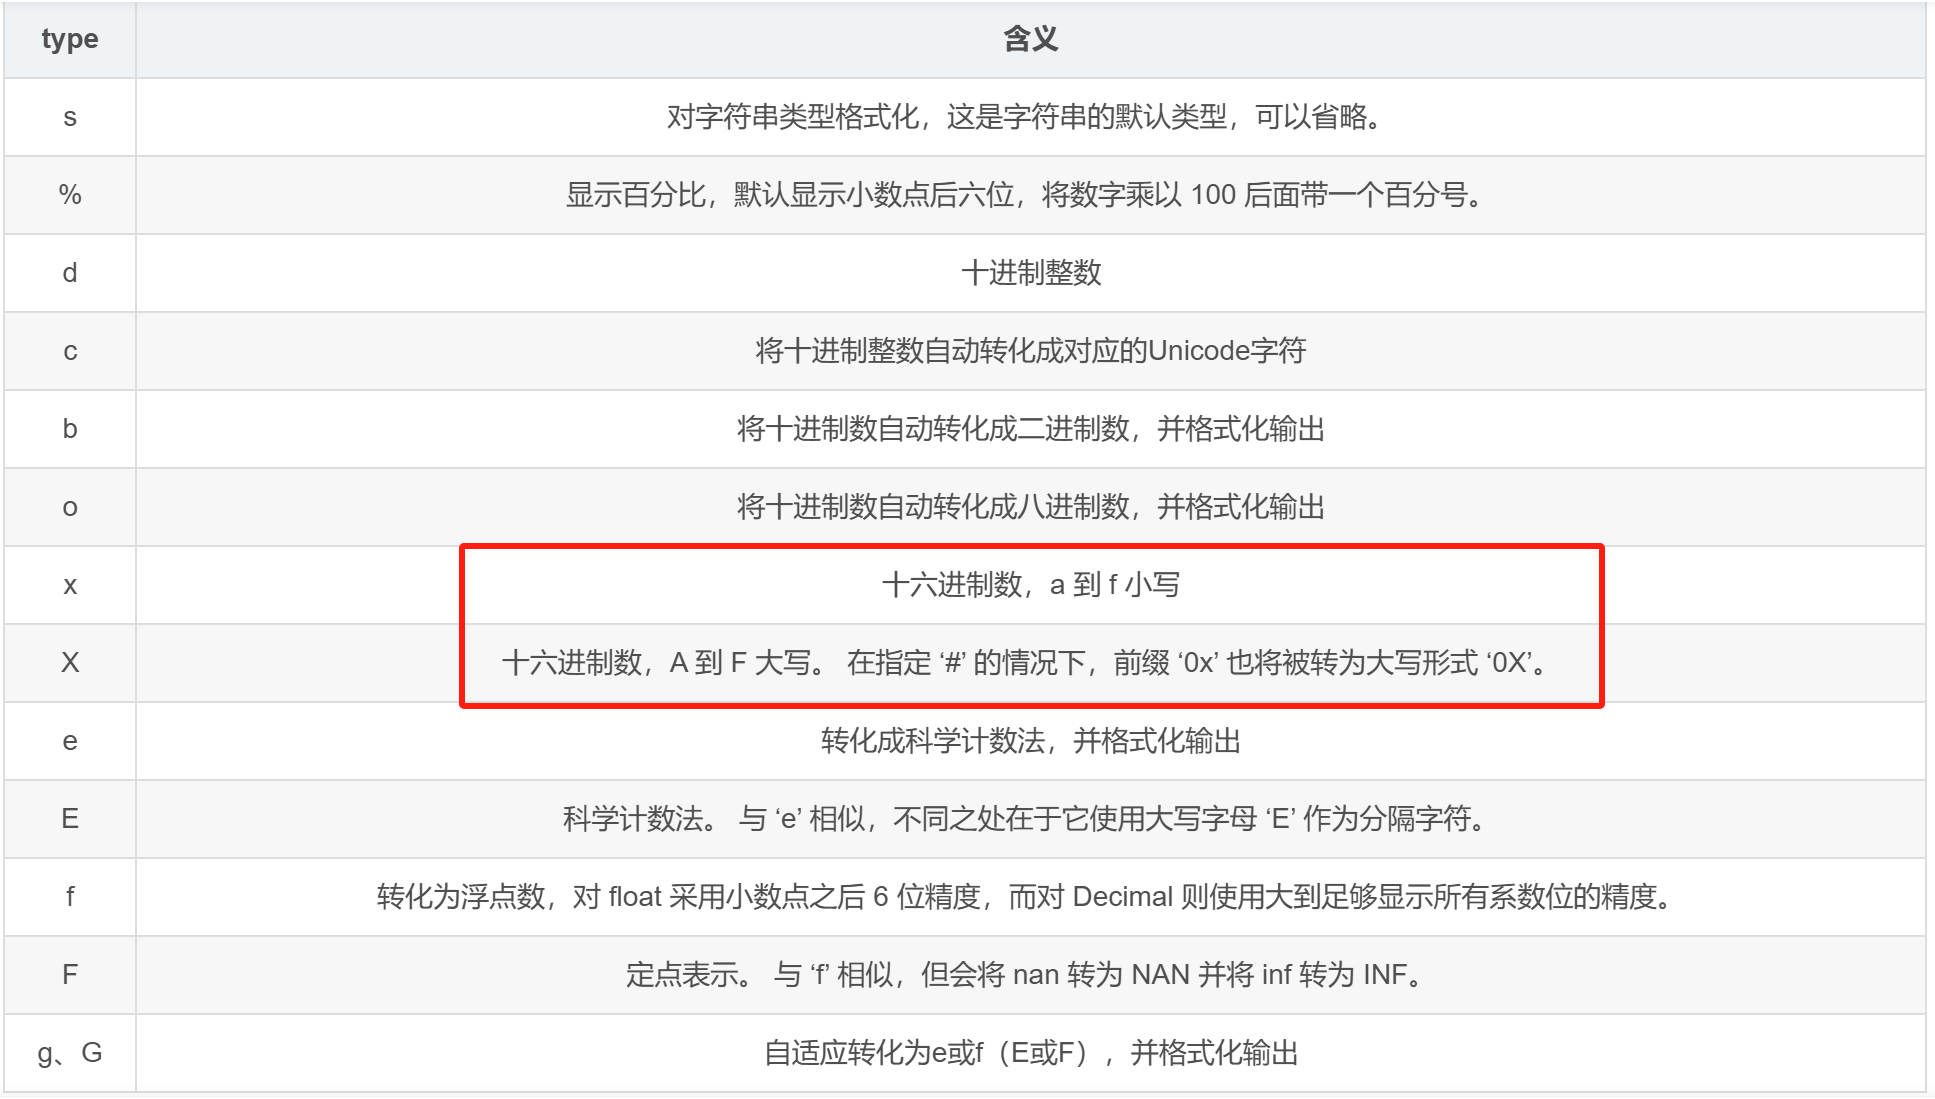 type 含义
s 对字符串类型格式化，这是字符串的默认类型，可以省略。
% 显示百分比，默认显示小数点后六位，将数字乘以 100 后面带一个百分号。
d 十进制整数
c 将十进制整数自动转化成对应的Unicode字符
b 将十进制数自动转化成二进制数，并格式化输出
o 将十进制数自动转化成八进制数，并格式化输出
x 十六进制数，a 到 f 小写
X 十六进制数，A 到 F 大写。 在指定 ‘#’ 的情况下，前缀 ‘0x’ 也将被转为大写形式 ‘0X’。
e 转化成科学计数法，并格式化输出
E 科学计数法。 与 ‘e’ 相似，不同之处在于它使用大写字母 ‘E’ 作为分隔字符。
f 转化为浮点数，对 float 采用小数点之后 6 位精度，而对 Decimal 则使用大到足够显示所有系数位的精度。
F 定点表示。 与 ‘f’ 相似，但会将 nan 转为 NAN 并将 inf 转为 INF。
g、G 自适应转化为e或f（E或F），并格式化输出